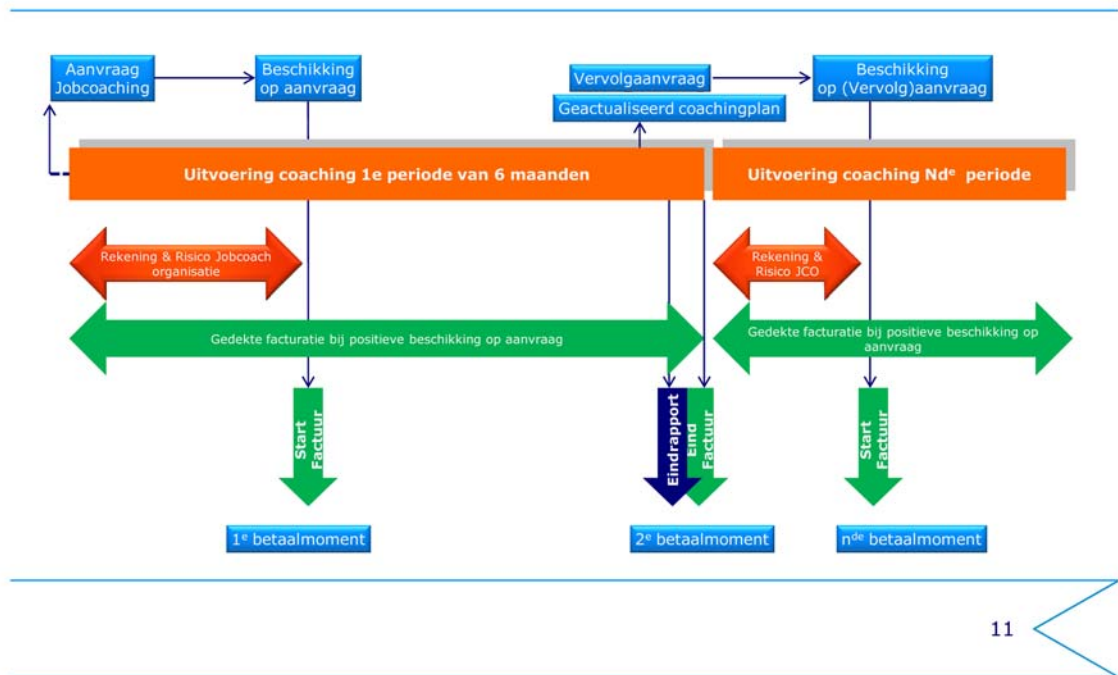 Aanvraag
Jobcoaching
Beschikking
op aanvraag
Vervolgaanvraag
Geactualiseerd coachingplan
Beschikking
op (Vervolg)aanvraag
Uitvoering coaching 1e periode van 6 maanden
Uitvoering coaching Ndᵉ periode
Rekening & Risico Jobcoach
organisatie
Rekening &
Risico JCO
Gedekte facturatie bij positieve beschikking op aanvraag
Gedekte facturatie bij positieve beschikking op
aanvraag
Start
Factuur
Eindrapport
Eind
Factuur
Start
Factuur
1ᵉ betaalmoment
2ᵉ betaalmoment
nᵈᵉ betaalmoment
11